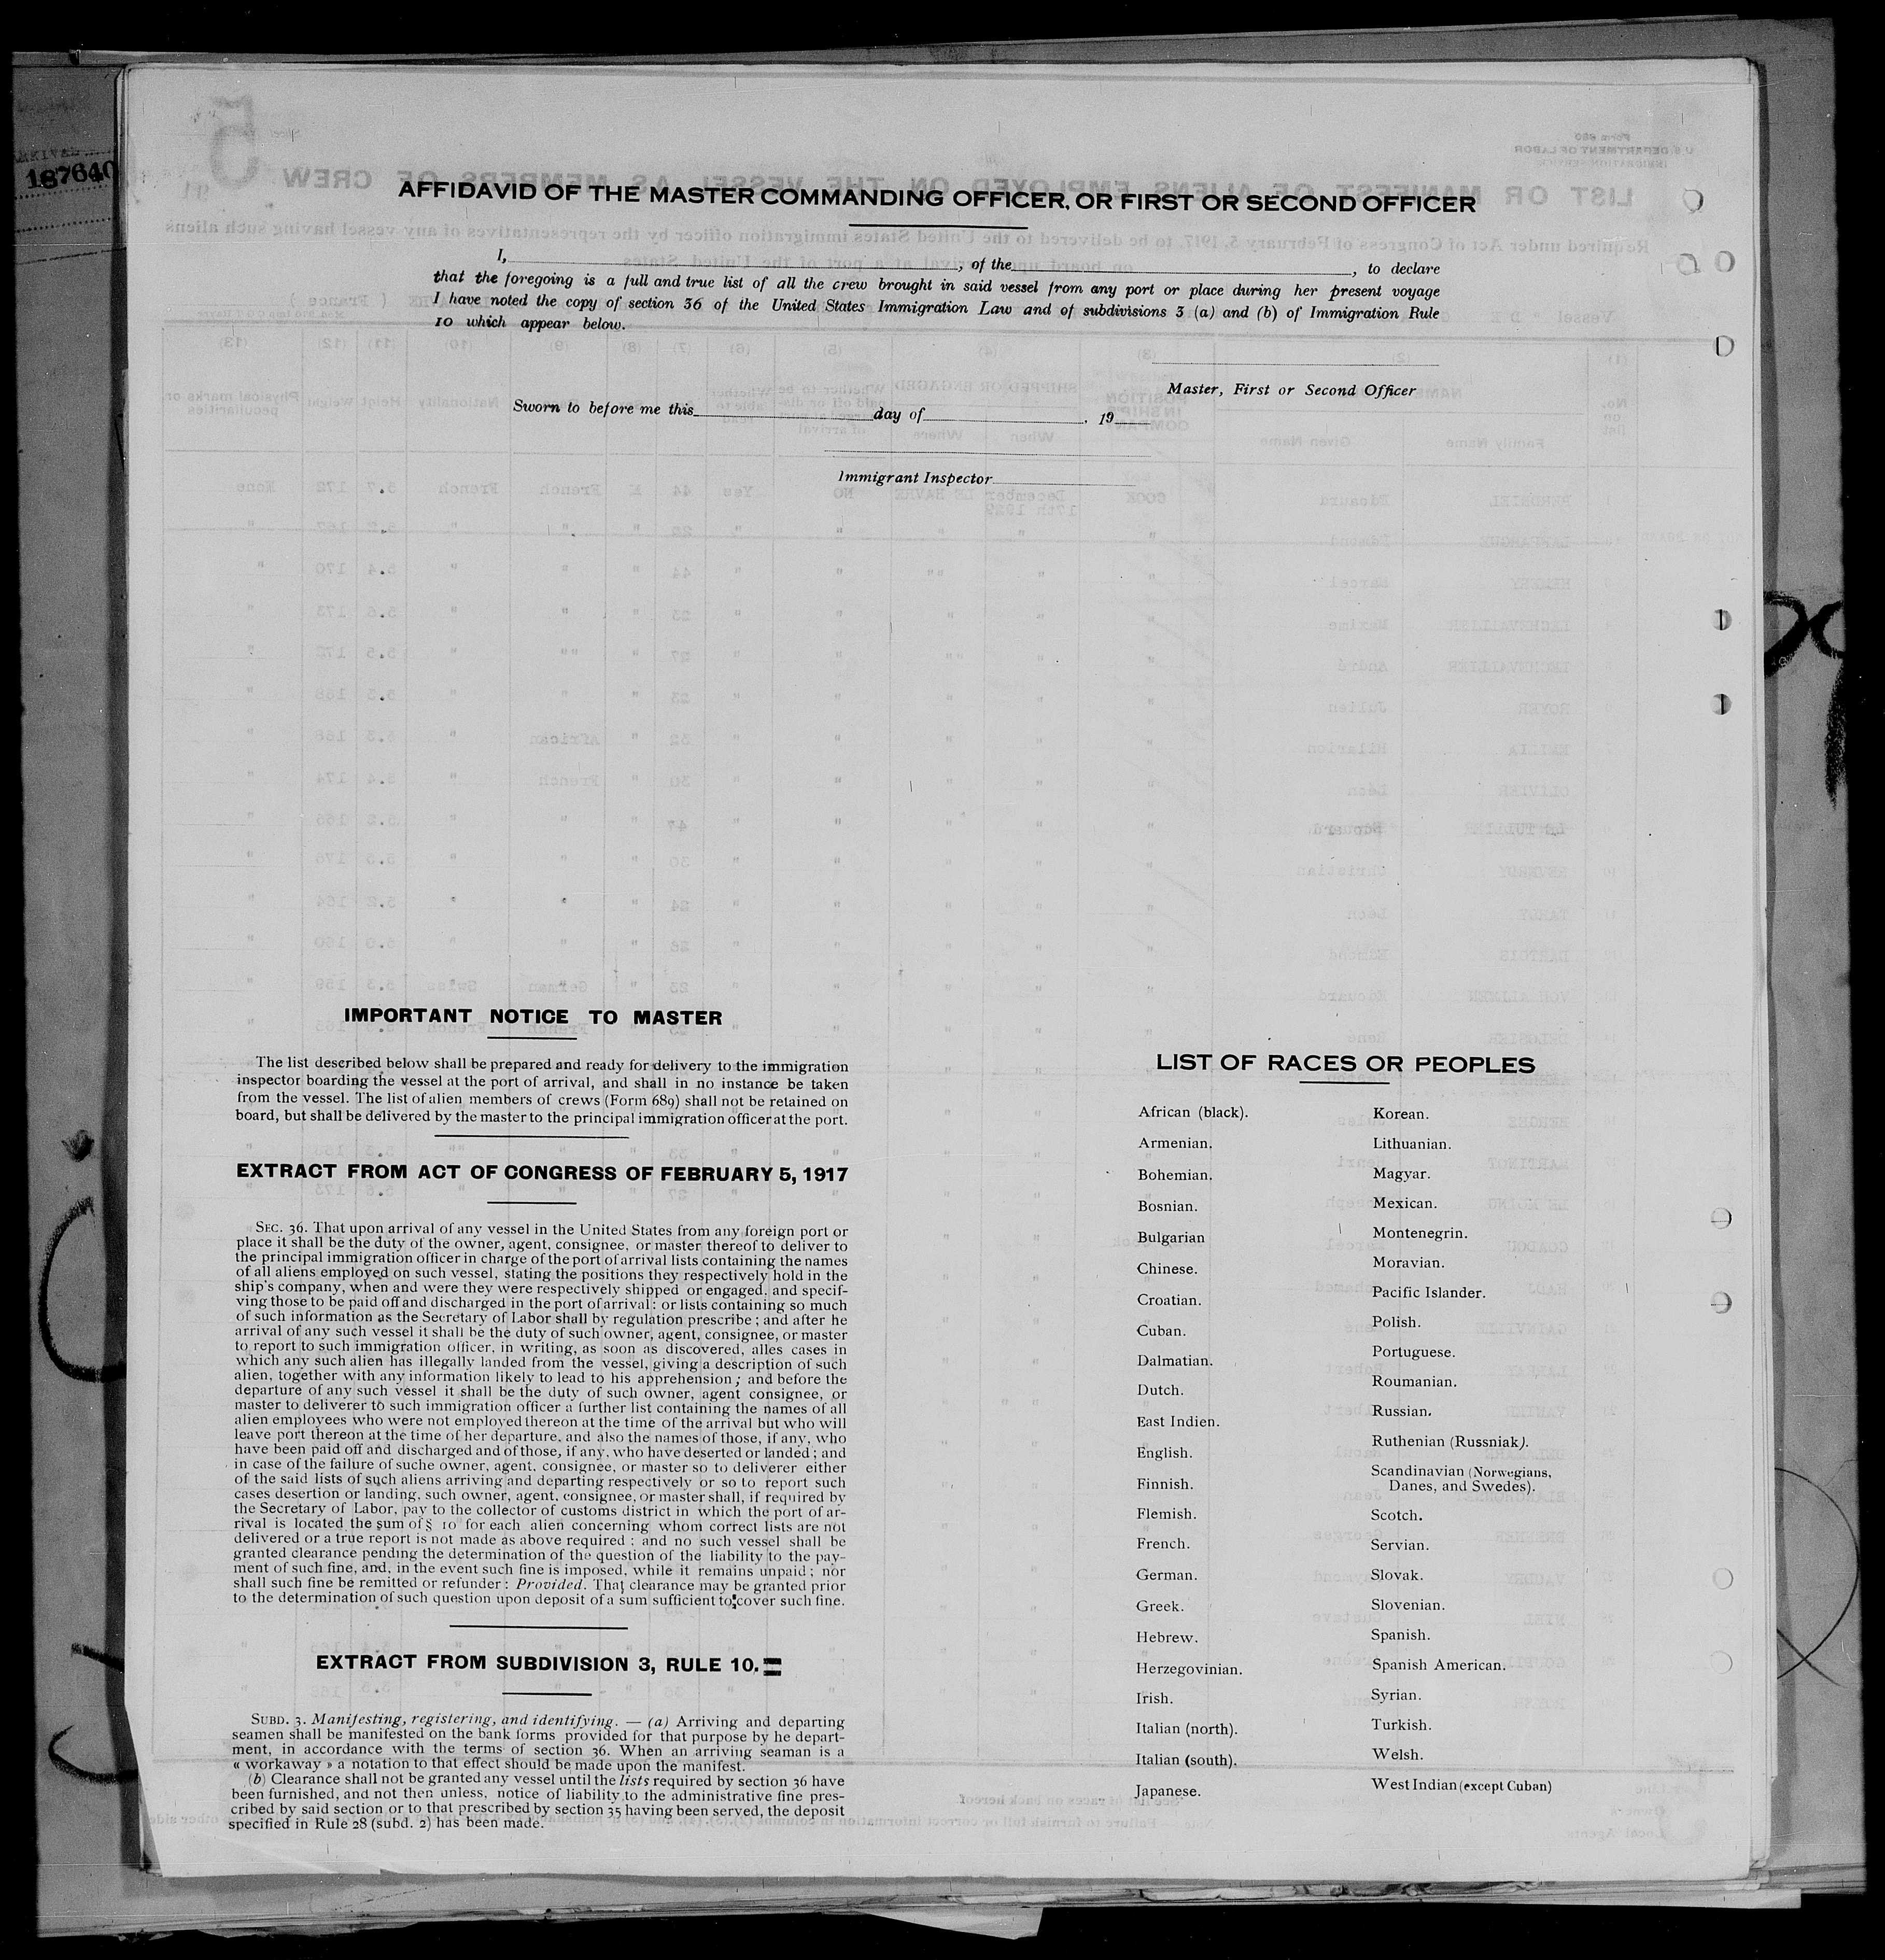 187640
AFFIDAVID OF THE MASTER COMMANDING OFFICER, OR FIRST OR SECOND OFFICER
I, , of the , to declare
that the foregoing is a full and true list of all the crew brought in said vessel from any port or place during her present voyage
I have noted the copy of section 36 of the United States Immigration Law and of subdivisions 3 (a) and (b) of Immigration Rule
10 which appear below.
Master, First or Second Officer
Sworn to before me this day of , 19
Immigrant Inspector
IMPORTANT NOTICE TO MASTER
The list described below shall be prepared and ready for delivery to the immigration
inspector boarding the vessel at the port of arrival, and shall in no instance be taken
from the vessel. The list of alien members of crews (Form 689) shall not be retained on
board, but shall be delivered by the master to the principal immigration officer at the port.
EXTRACT FROM ACT OF CONGRESS OF FEBRUARY 5, 1917
SEC. 36. That upon arrival of any vessel in the United States from any foreign port or
place it shall be the duty of the owner, agent, consignee, or master thereof to deliver to
the principal immigration officer in charge of the port of arrival lists containing the names
of all aliens employed on such vessel, stating the positions they respectively hold in the
ship's company, when and were they were respectively shipped or engaged, and specif-
ving those to be paid off and discharged in the port of arrival: or lists containing so much
of such information as the Secretary of Labor shall by regulation prescribe; and after he
arrival of any such vessel it shall be the duty of such owner, agent, consignee, or master
to report to such immigration officer, in writing, as soon as discovered, alles cases in
which any such alien has illegally landed from the vessel, giving a description of such
alien, together with any information likely to lead to his apprehension; and before the
departure of any such vessel it shall be the duty of such owner, agent consignee, or
master to deliverer to such immigration officer a further list containing the names of all
alien employees who were not employed thereon at the time of the arrival but who will
leave port thereon at the time of her departure, and also the names of those, if any, who
have been paid off and discharged and of those, if any, who have deserted or landed; and
in case of the failure of suche owner, agent, consignee, or master so to deliverer either
of the said lists of such aliens arriving and departing respectively or so to report such
cases desertion or landing, such owner, agent, consignee, or master shall, if required by
the Secretary of Labor, pay to the collector of customs district in which the port of ar-
rival is located the sum of § 10 for each alien concerning whom correct lists are not
delivered or a true report is not made as above required; and no such vessel shall be
granted clearance pending the determination of the question of the liability to the pay-
ment of such fine, and, in the event such fine is imposed, while it remains unpaid; nor
shall such fine be remitted or refunder: Provided. That clearance may be granted prior
to the determination of such question upon deposit of a sum sufficient to cover such fine.
EXTRACT FROM SUBDIVISION 3, RULE 10.
SUBD. 3. Manifesting, registering, and identifying. — (a) Arriving and departing
seamen shall be manifested on the bank forms provided for that purpose by he depart-
ment, in accordance with the terms of section 36. When an arriving seaman is a
« workaway » a notation to that effect should be made upon the manifest.
(b) Clearance shall not be granted any vessel until the lists required by section 36 have
been furnished, and not then unless, notice of liability to the administrative fine pres-
cribed by said section or to that prescribed by section 35 having been served, the deposit
specified in Rule 28 (subd. 2) has been made.
LIST OF RACES OR PEOPLES
African (black).
Armenian.
Bohemian.
Bosnian.
Bulgarian
Chinese.
Croatian.
Cuban.
Dalmatian.
Dutch.
East Indien.
English.
Finnish.
Flemish.
French.
German.
Greek.
Hebrew.
Herzegovinian.
Irish.
Italian (north).
Italian (south).
Japanese.
Korean.
Lithuanian.
Magyar.
Mexican.
Montenegrin.
Moravian.
Pacific Islander.
Polish.
Portuguese.
Roumanian.
Russian.
Ruthenian (Russniak).
Scandinavian (Norwegians,
Danes, and Swedes).
Scotch.
Servian.
Slovak.
Slovenian.
Spanish.
Spanish American.
Syrian.
Turkish.
Welsh.
West Indian (except Cuban)